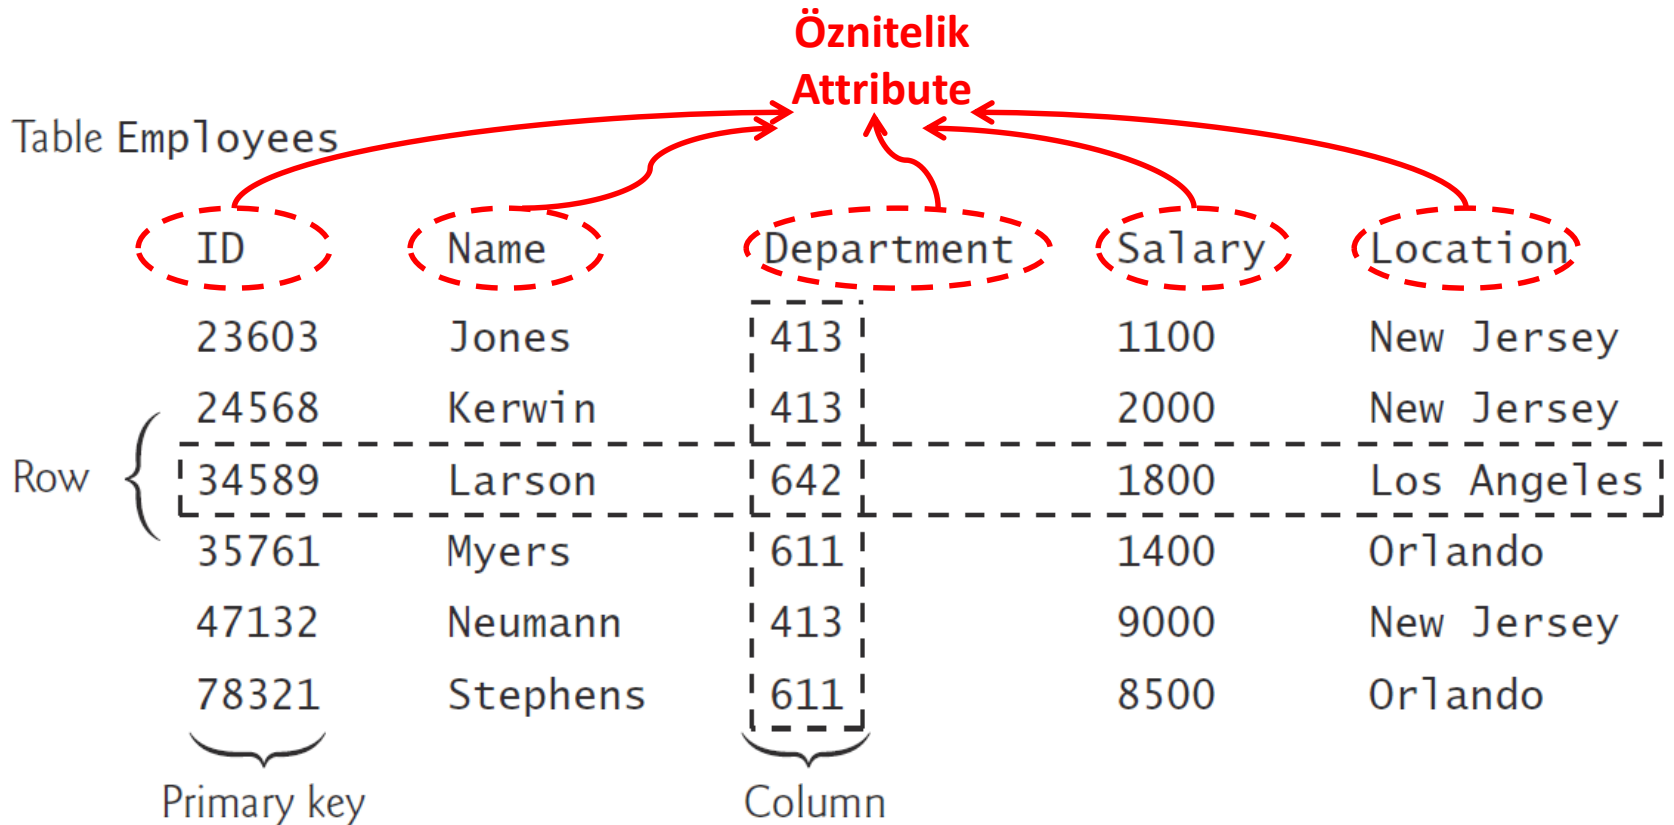 Öznitelik
Attribute
Table Employees
ID Name Department Salary Location
23603 Jones 413 1100 New Jersey
24568 Kerwin 413 2000 New Jersey
Row 34589 Larson 642 1800 Los Angeles
35761 Myers 611 1400 Orlando
47132 Neumann 413 9000 New Jersey
78321 Stephens 611 8500 Orlando
Primary key Column